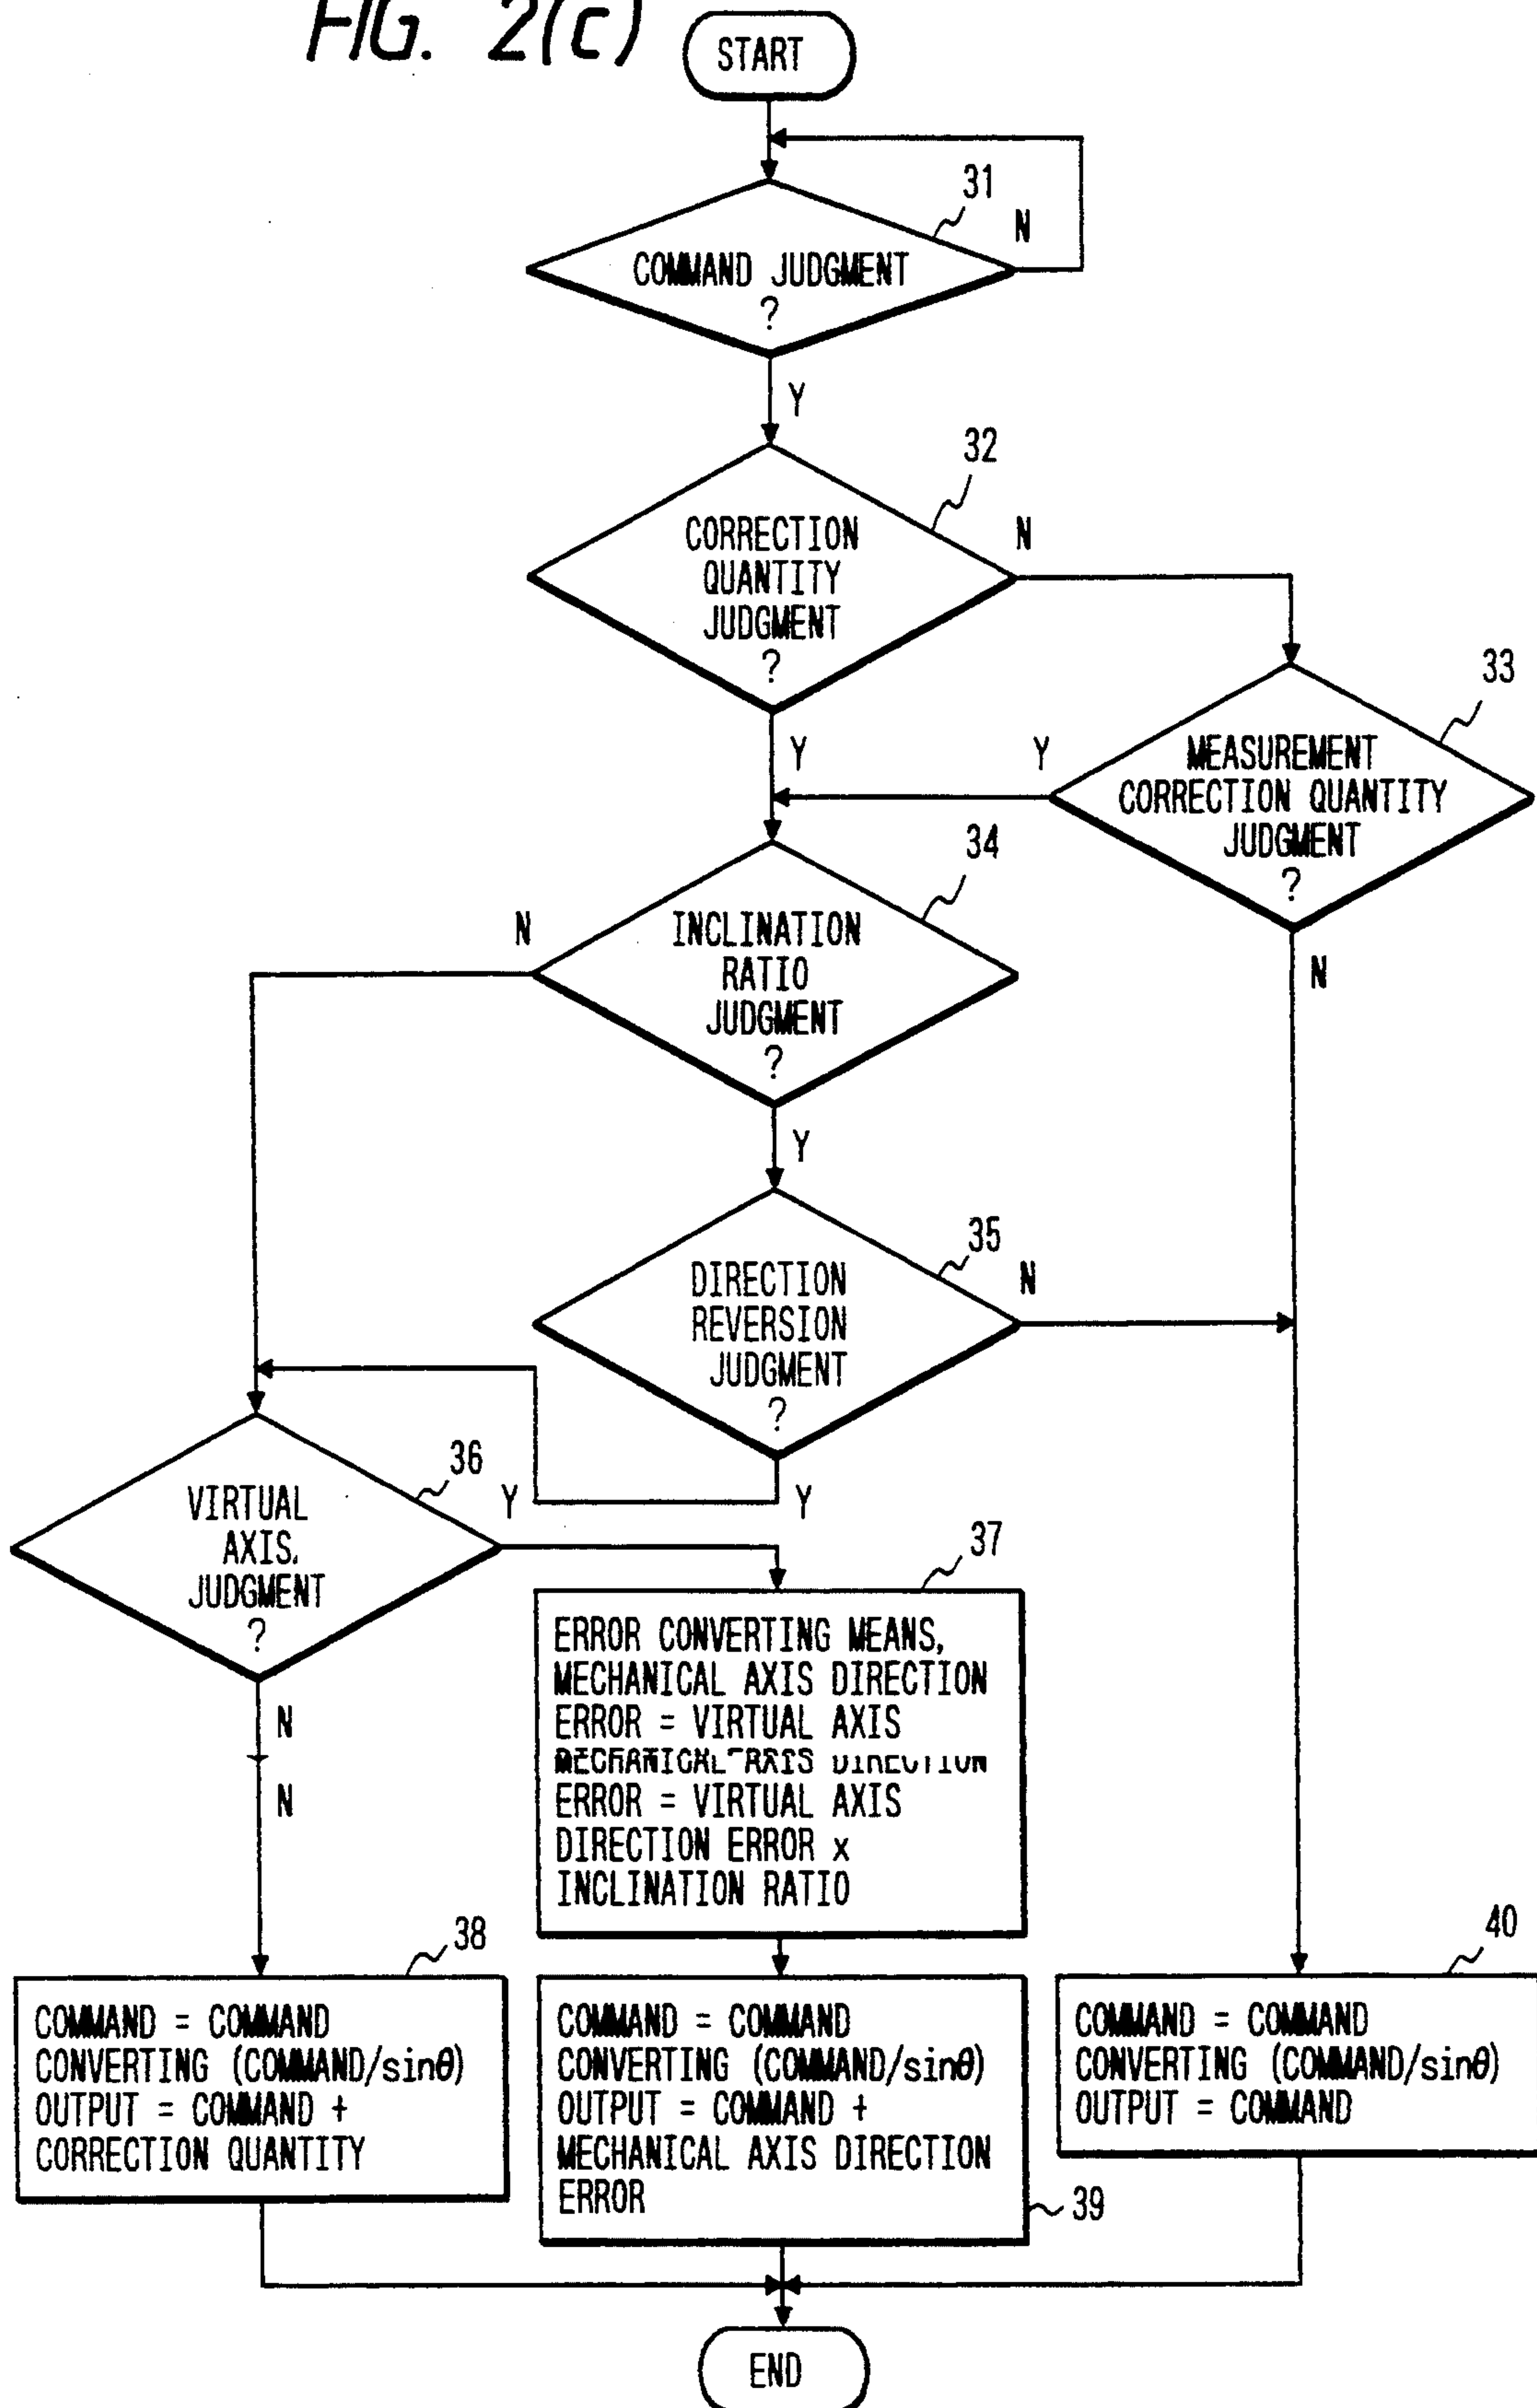 FIG. 2(c)
START
31
N
COMMAND JUDGMENT
?
Y
32
CORRECTION
QUANTITY
JUDGMENT
?
N
33
Y
Y
MEASUREMENT
CORRECTION QUANTITY
JUDGMENT
?
34
N
INCLINATION
RATIO
JUDGMENT
?
N
Y
35
DIRECTION
REVERSION
JUDGMENT
?
N
36
Y
Y
VIRTUAL
AXIS.
JUDGMENT
?
37
ERROR CONVERTING MEANS,
MECHANICAL AXIS DIRECTION
ERROR = VIRTUAL AXIS
MECHANICAL AXIS DIRECTION
ERROR = VIRTUAL AXIS
DIRECTION ERROR x
INCLINATION RATIO
N
N
38
COMMAND = COMMAND
CONVERTING (COMMAND/sinθ)
OUTPUT = COMMAND +
CORRECTION QUANTITY
COMMAND = COMMAND
CONVERTING (COMMAND/sinθ)
OUTPUT = COMMAND +
MECHANICAL AXIS DIRECTION
ERROR
39
40
COMMAND = COMMAND
CONVERTING (COMMAND/sinθ)
OUTPUT = COMMAND
END